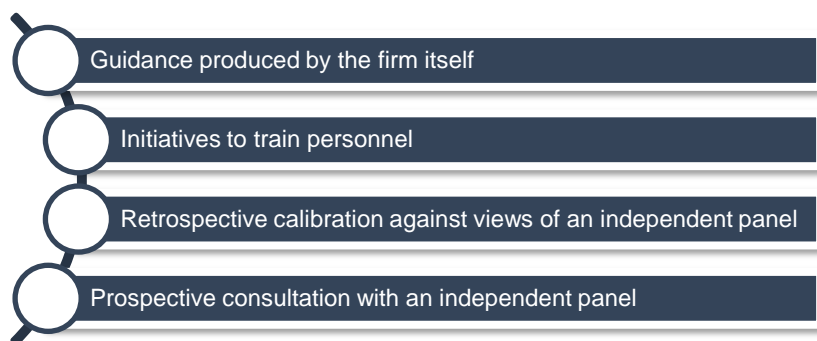 Guidance produced by the firm itself
Initiatives to train personnel
Retrospective calibration against views of an independent panel
Prospective consultation with an independent panel